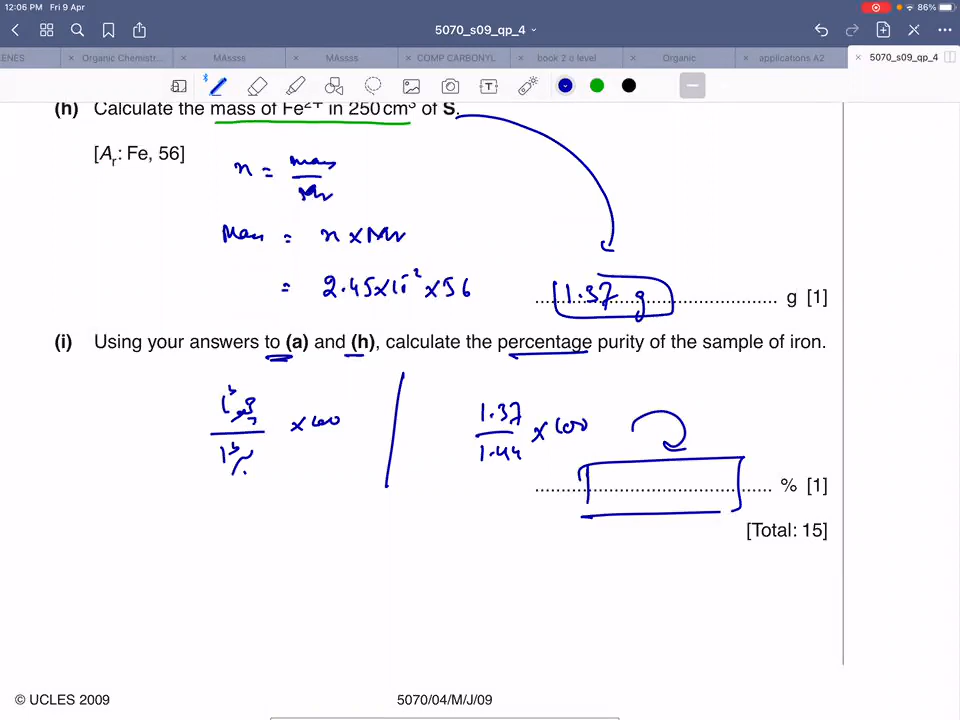 12:06 PM Fri 9 Apr 86%
5070_s09_qp_4
ENES Organic Chemistr... MAssss MAssss COMP CARBONYL book 2 o level Organic applications A2 5070_s09_qp_4
(h) Calculate the mass of Fe²⁺ in 250 cm³ of S.
[Aᵣ: Fe, 56]
n = mass / Mr
Mass = n × Mr
= 2.45×10⁻² × 56
1.37 g g [1]
(i) Using your answers to (a) and (h), calculate the percentage purity of the sample of iron.
× 100
1.37 / 1.44 × 100
% [1]
[Total: 15]
© UCLES 2009 5070/04/M/J/09